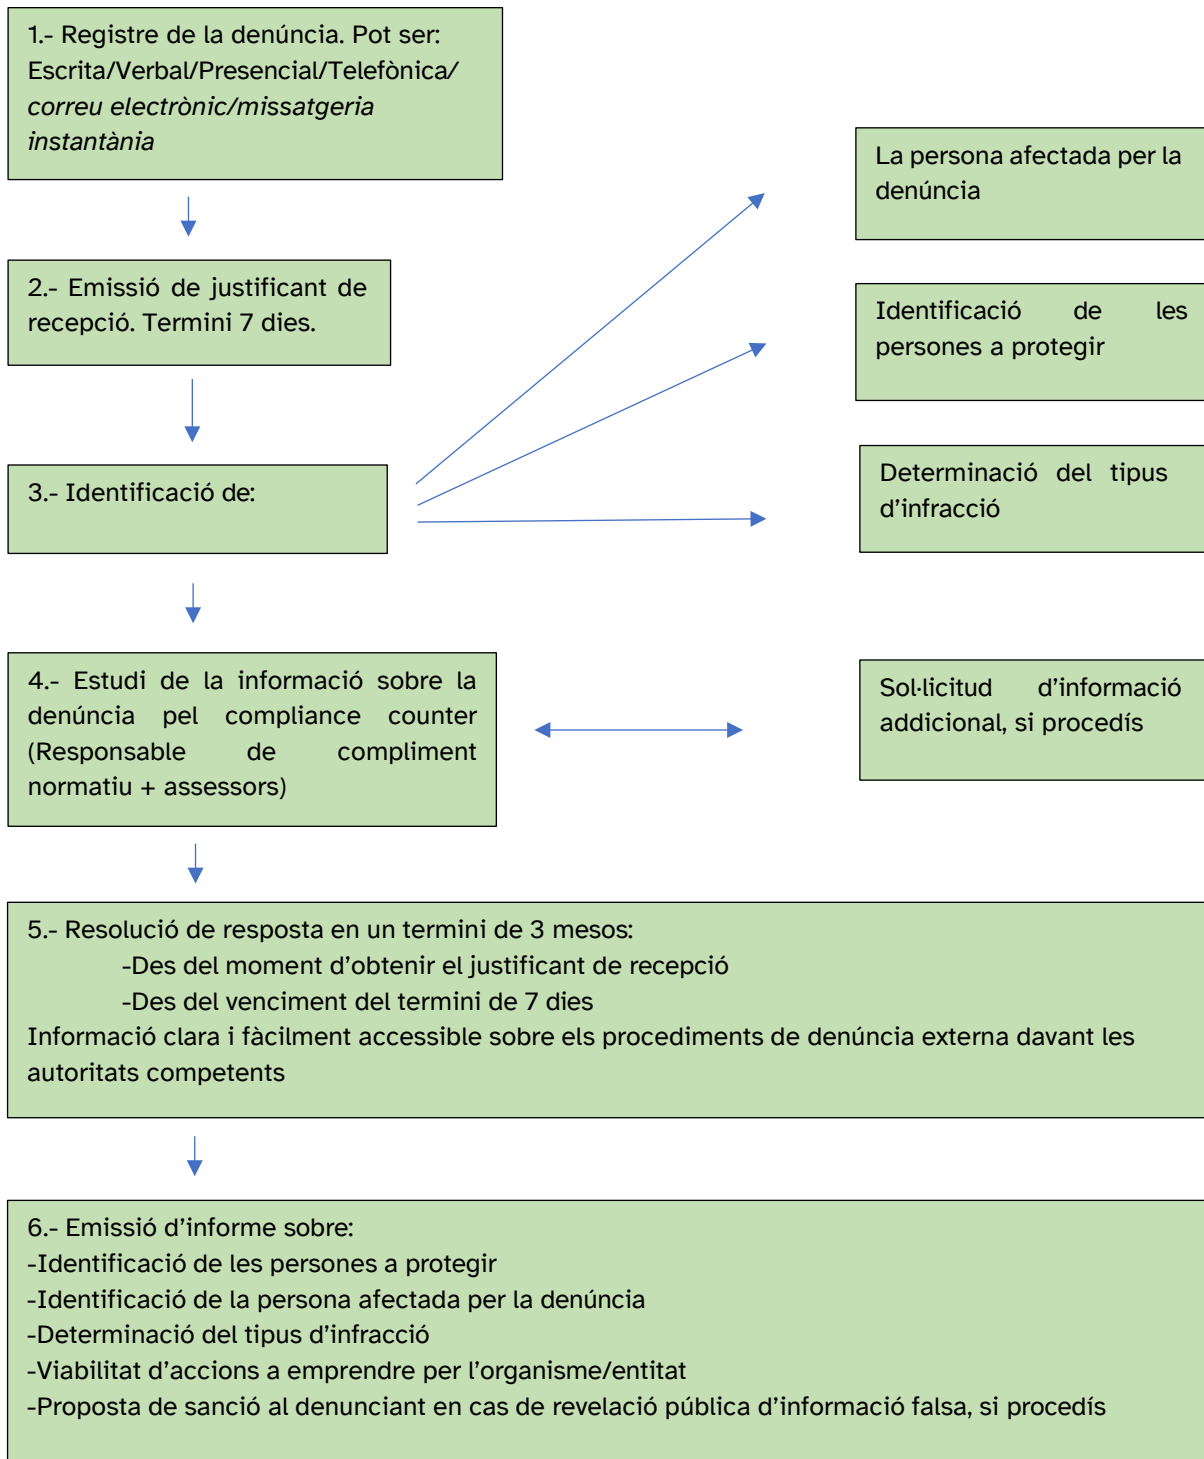 1.- Registre de la denúncia. Pot ser:
Escrita/Verbal/Presencial/Telefònica/
correu electrònic/missatgeria
instantània
La persona afectada per la
denúncia
2.- Emissió de justificant de
recepció. Termini 7 dies.
Identificació de les
persones a protegir
3.- Identificació de:
Determinació del tipus
d’infracció
4.- Estudi de la informació sobre la
denúncia pel compliance counter
(Responsable de compliment
normatiu + assessors)
Sol·licitud d’informació
addicional, si procedís
5.- Resolució de resposta en un termini de 3 mesos:
-Des del moment d’obtenir el justificant de recepció
-Des del venciment del termini de 7 dies
Informació clara i fàcilment accessible sobre els procediments de denúncia externa davant les
autoritats competents
6.- Emissió d’informe sobre:
-Identificació de les persones a protegir
-Identificació de la persona afectada per la denúncia
-Determinació del tipus d’infracció
-Viabilitat d’accions a emprendre per l’organisme/entitat
-Proposta de sanció al denunciant en cas de revelació pública d’informació falsa, si procedís